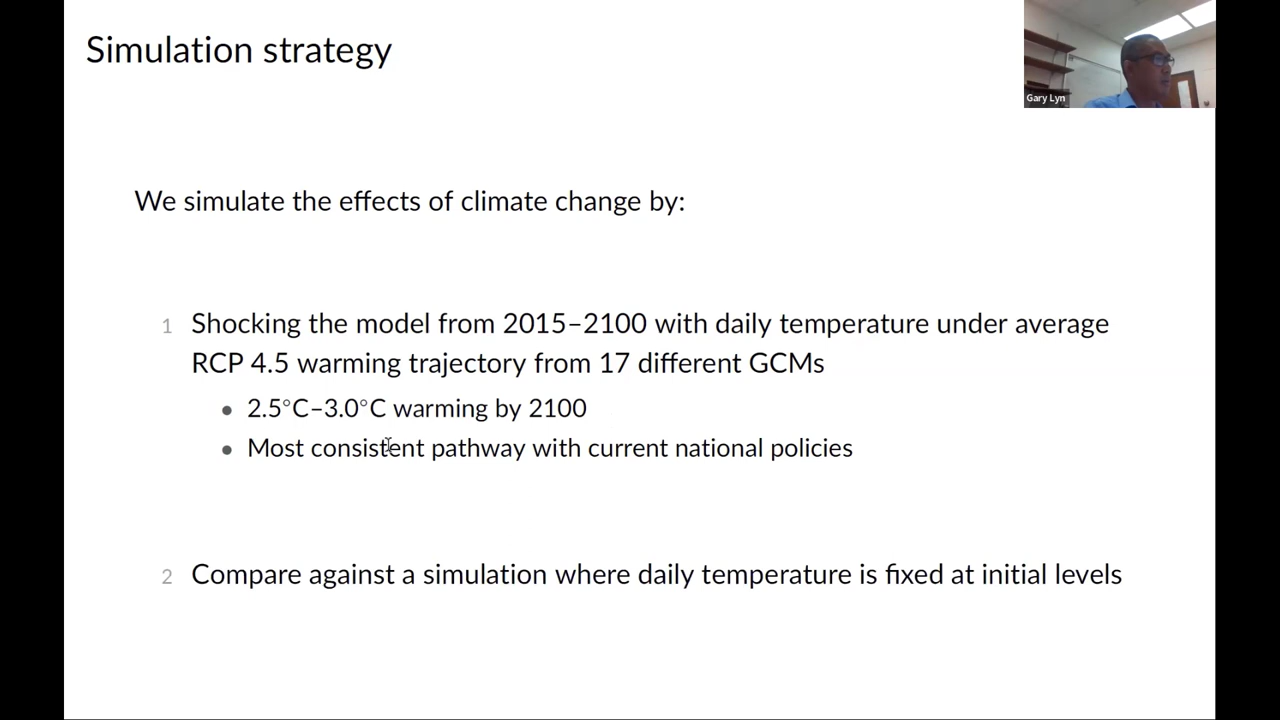 Simulation strategy
Gary Lyn
We simulate the effects of climate change by:
1 Shocking the model from 2015–2100 with daily temperature under average
RCP 4.5 warming trajectory from 17 different GCMs
• 2.5°C–3.0°C warming by 2100
• Most consistent pathway with current national policies
2 Compare against a simulation where daily temperature is fixed at initial levels